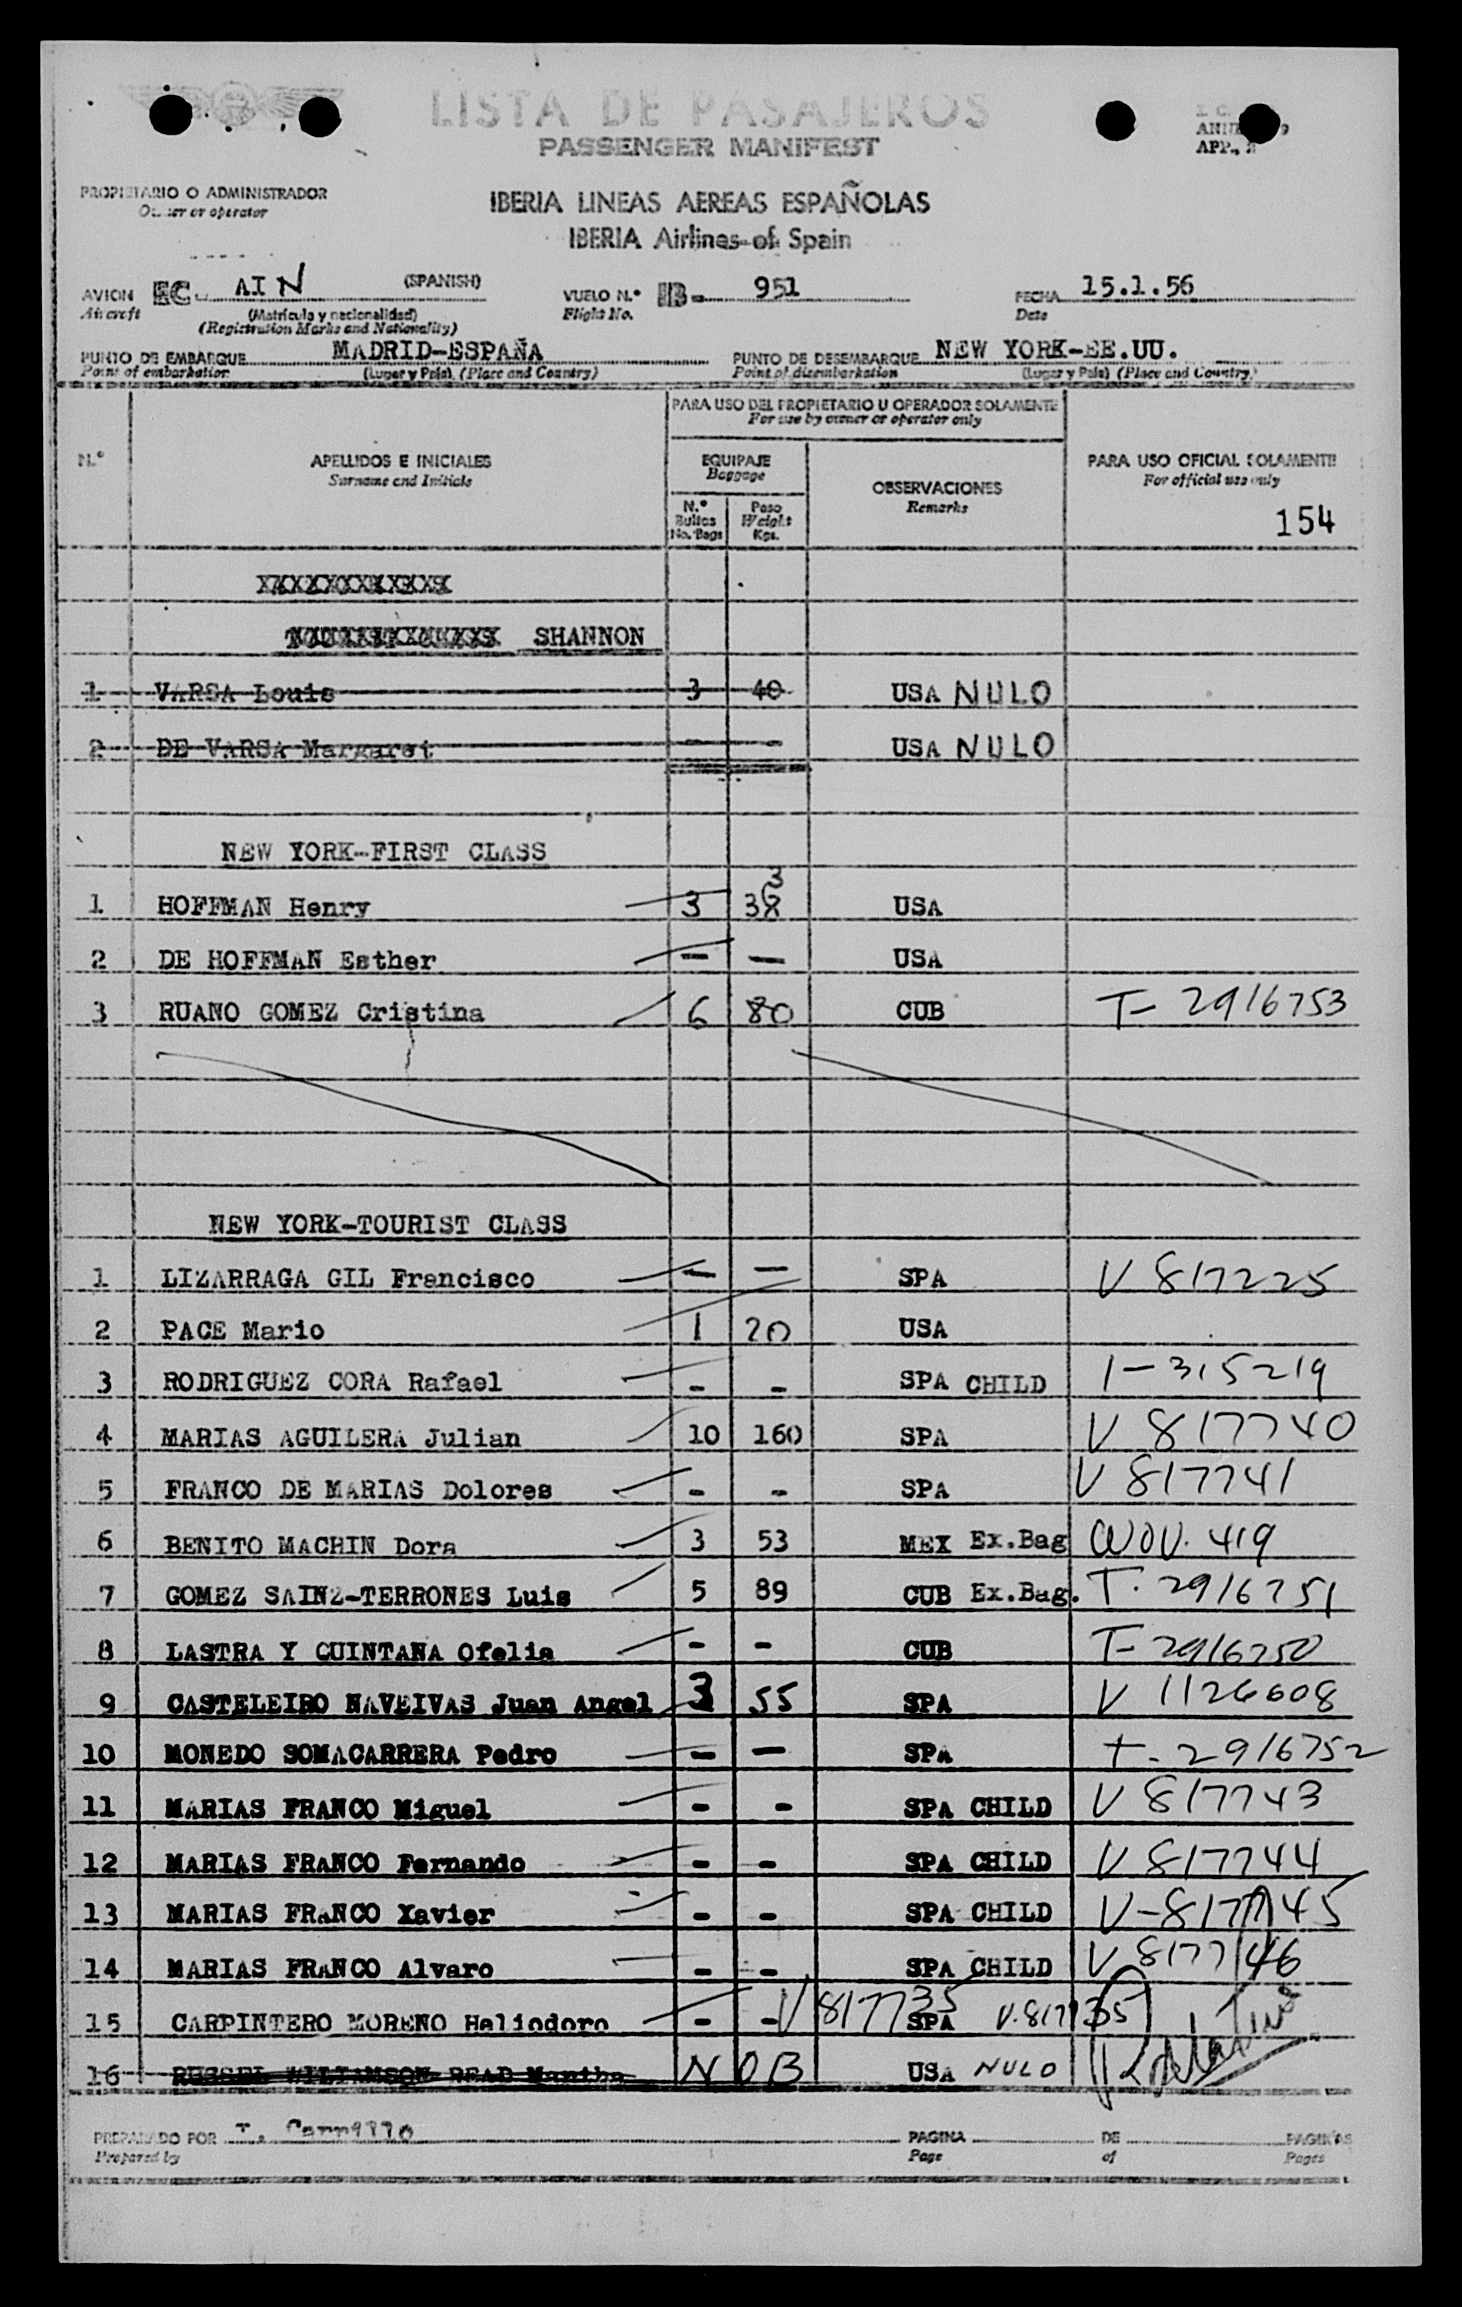 LISTA DE PASAJEROS
PASSENGER MANIFEST
APP.
PROPIETARIO O ADMINISTRADOR
Owner or operator
IBERIA LINEAS AEREAS ESPAÑOLAS
IBERIA Airlines of Spain
AVION EC- AIN (SPANISH) VUELO N.° IB- 951 FECHA 15.1.56
Aircraft (Matrícula y nacionalidad) Flight No. Date
(Registration Marks and Nationality)
PUNTO DE EMBARQUE MADRID-ESPAÑA PUNTO DE DESEMBARQUE NEW YORK-EE.UU.
Point of embarkation (Lugar y País), (Place and Country) Point of disembarkation (Lugar y País) (Place and Country)
PARA USO DEL PROPIETARIO U OPERADOR SOLAMENTE
For use by owner or operator only
N.° APELLIDOS E INICIALES EQUIPAJE OBSERVACIONES PARA USO OFICIAL SOLAMENTE
Surname and Initials Baggage Remarks For official use only
N.° Bultos No. Bags Peso Weight Kgs. 154
SHANNON
1 VARSA Louis 3 40 USA NULO
2 DE VARSA Margaret - - USA NULO
NEW YORK-FIRST CLASS
1 HOFFMAN Henry 3 38 3 USA
2 DE HOFFMAN Esther - - USA
3 RUANO GOMEZ Cristina 6 80 CUB T- 2916753
NEW YORK-TOURIST CLASS
1 LIZARRAGA GIL Francisco - - SPA V 817225
2 PACE Mario 1 20 USA
3 RODRIGUEZ CORA Rafael - - SPA CHILD 1-315219
4 MARIAS AGUILERA Julian 10 160 SPA V 817740
5 FRANCO DE MARIAS Dolores - - SPA V 817741
6 BENITO MACHIN Dora 3 53 MEX Ex.Bag 419
7 GOMEZ SAINZ-TERRONES Luis 5 89 CUB Ex.Bag. T. 2916751
8 LASTRA Y QUINTANA Ofelia - - CUB T- 2916750
9 CASTELEIRO NAVEIVAS Juan Angel 3 55 SPA V 1126608
10 MONEDO SOMACARRERA Pedro - - SPA T- 2916752
11 MARIAS FRANCO Miguel - - SPA CHILD V 817743
12 MARIAS FRANCO Fernando - - SPA CHILD V 817744
13 MARIAS FRANCO Xavier - - SPA CHILD V-817745
14 MARIAS FRANCO Alvaro - - SPA CHILD V 817746
15 CARPINTERO MORENO Heliodoro - - V 817735 SPA V.817735
16 RUSSEL WILIAMSON READ Mantha NOB USA NULO
PREPARADO POR T. Carrillo PAGINA DE PAGINAS
Prepared by Page of Pages